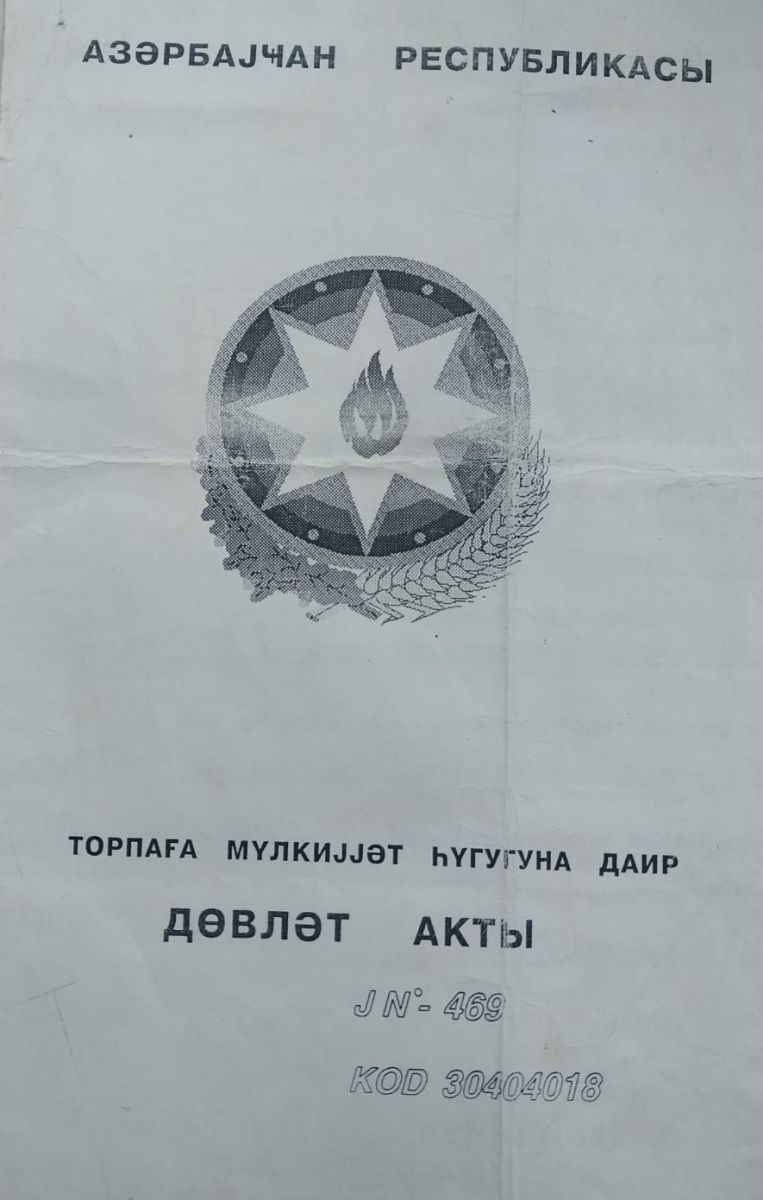 АЗӘРБАЈҸАН РЕСПУБЛИКАСЫ
ТОРПАҒА МҮЛКИЈЈӘТ ҺҮГУГУНА ДАИР
ДӨВЛӘТ АКТЫ
J N°- 469
KOD 30404018